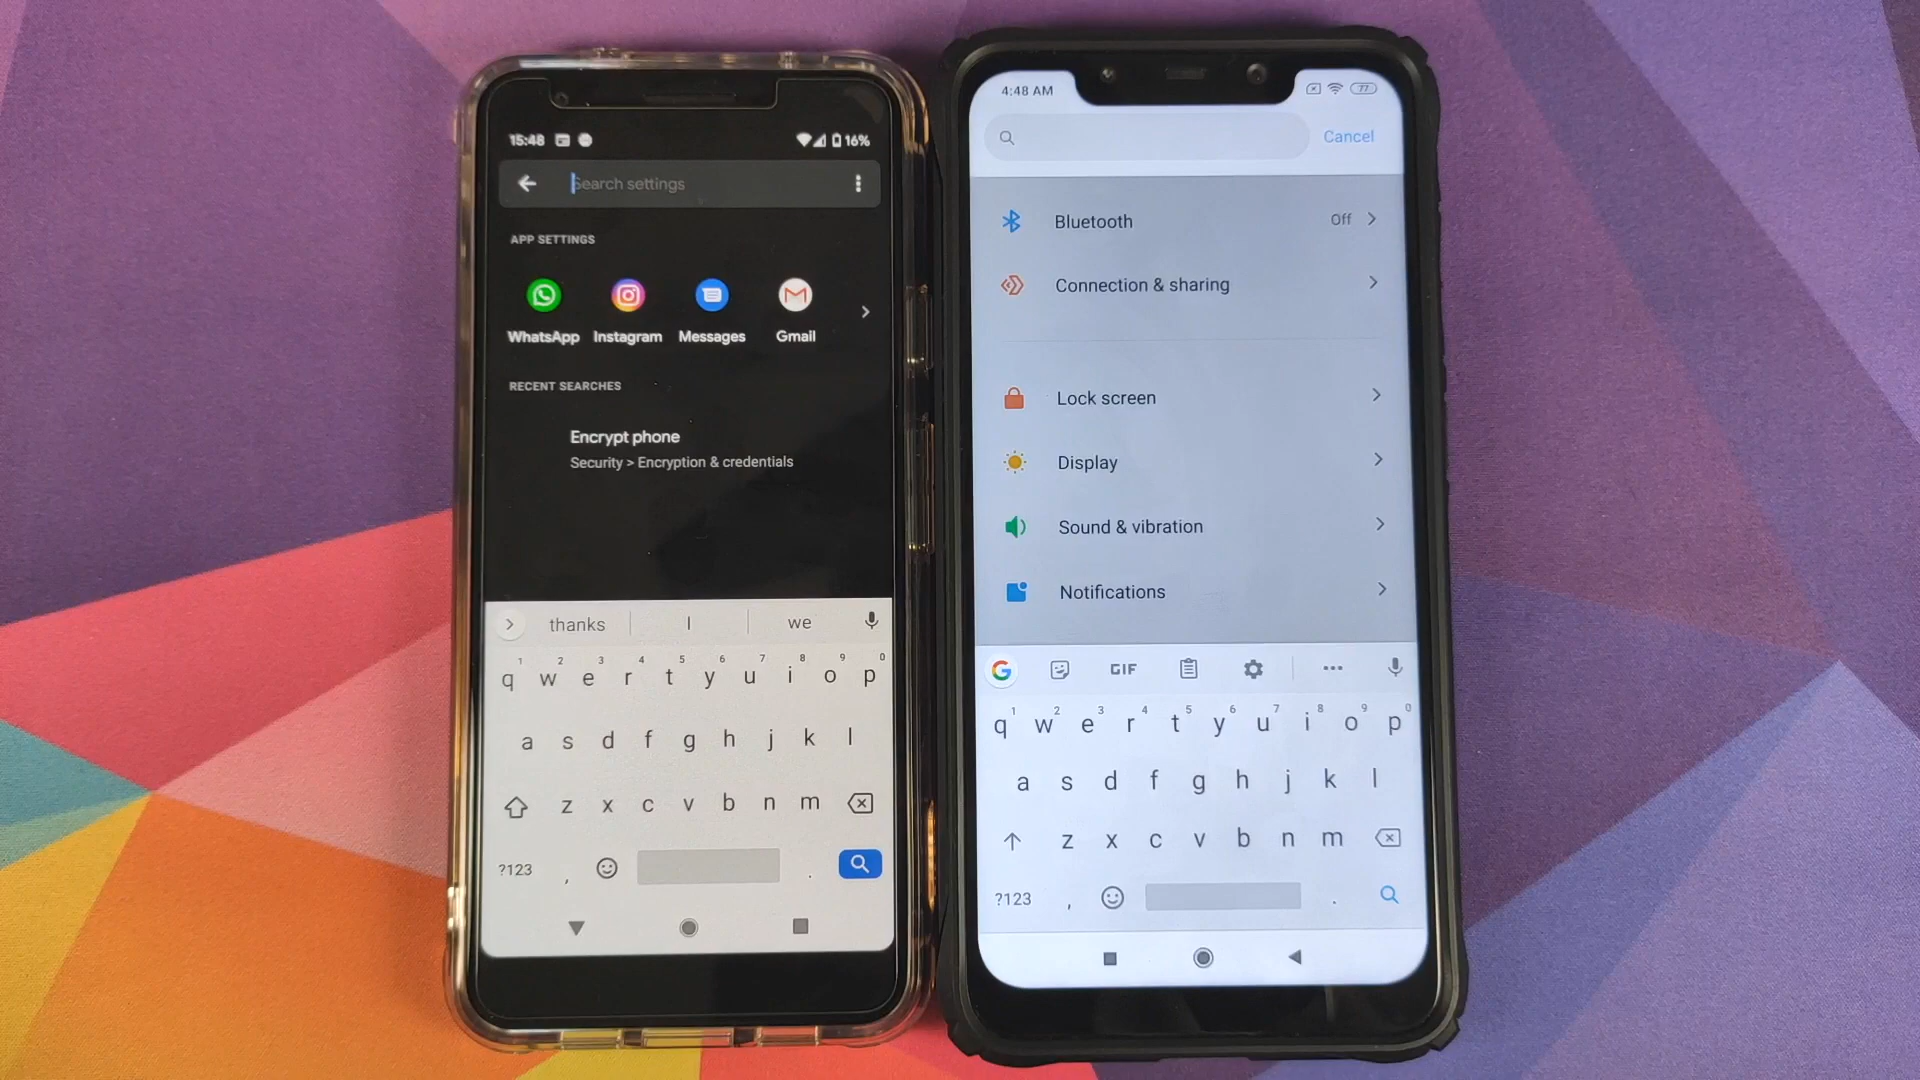 15:48 16%
Search settings
APP SETTINGS
WhatsApp Instagram Messages Gmail
RECENT SEARCHES
Encrypt phone
Security > Encryption & credentials
thanks I we
1 2 3 4 5 6 7 8 9 0
q w e r t y u i o p
a s d f g h j k l
z x c v b n m
?123 , .
4:48 AM 77
Cancel
Bluetooth Off
Connection & sharing
Lock screen
Display
Sound & vibration
Notifications
G GIF
1 2 3 4 5 6 7 8 9 0
q w e r t y u i o p
a s d f g h j k l
z x c v b n m
?123 , .